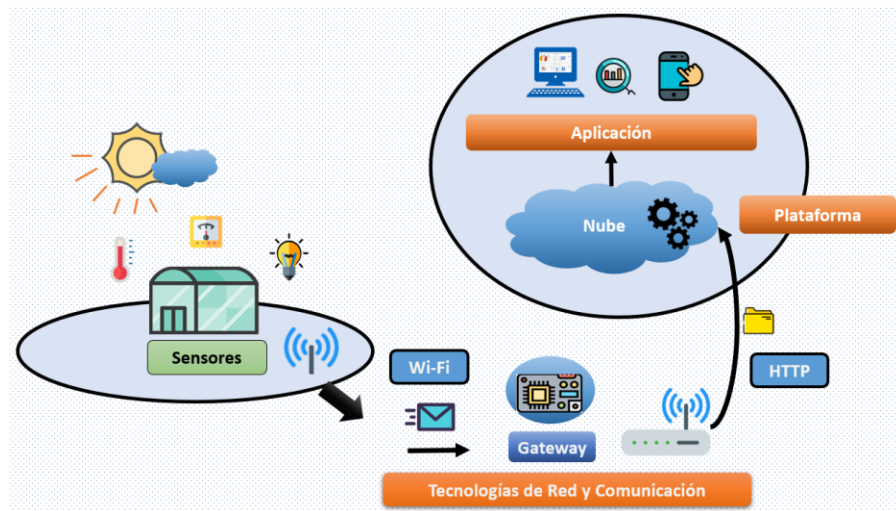 Aplicación
Nube
Plataforma
Sensores
Wi-Fi
HTTP
Gateway
Tecnologías de Red y Comunicación